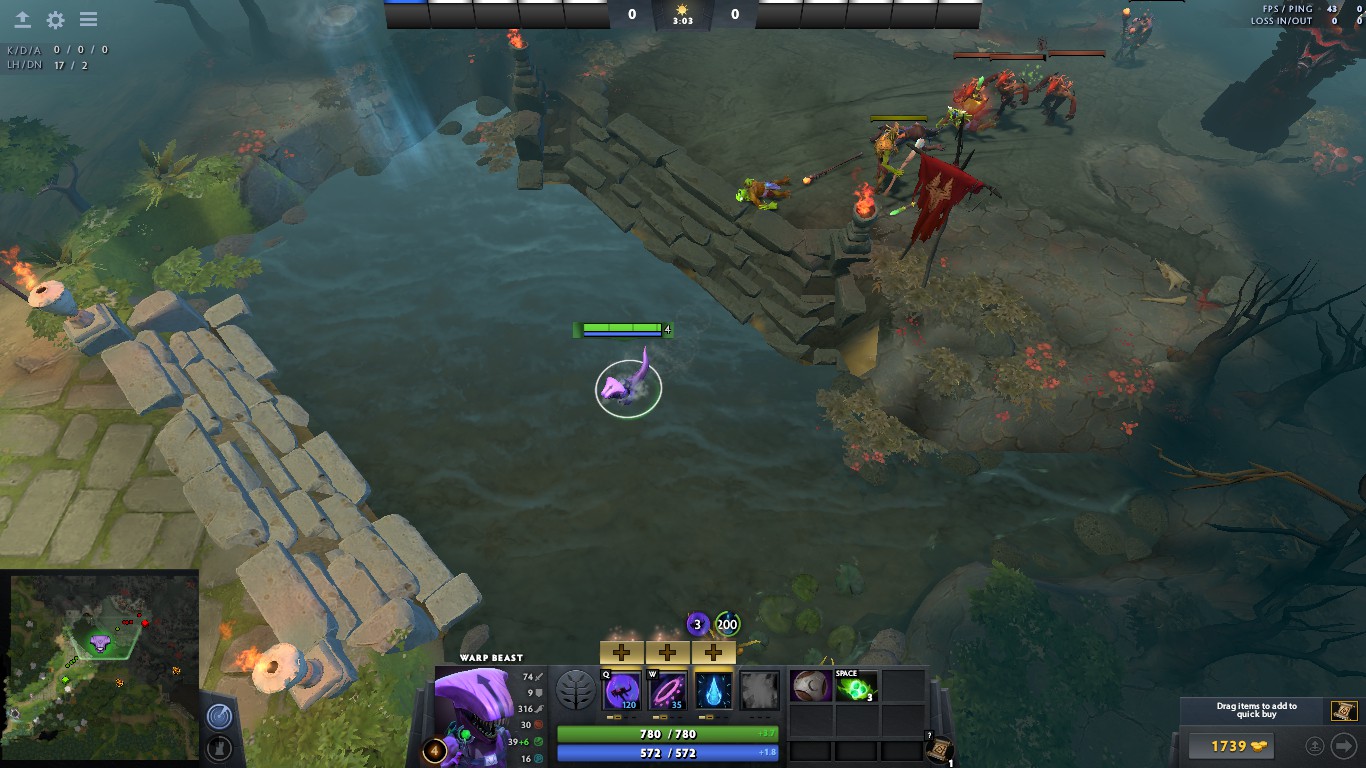 0 3:03 0
FPS / PING 43 0
LOSS IN/OUT 0 0
K/D/A 0 / 0 / 0
LH/DN 17 / 2
4
3 200
WARP BEAST
74
9
316
30
39+6
16
4
Q 120
W 35
SPACE 3
780 / 780 +3.7
572 / 572 +1.8
? 1
Drag items to add to
quick buy
1739